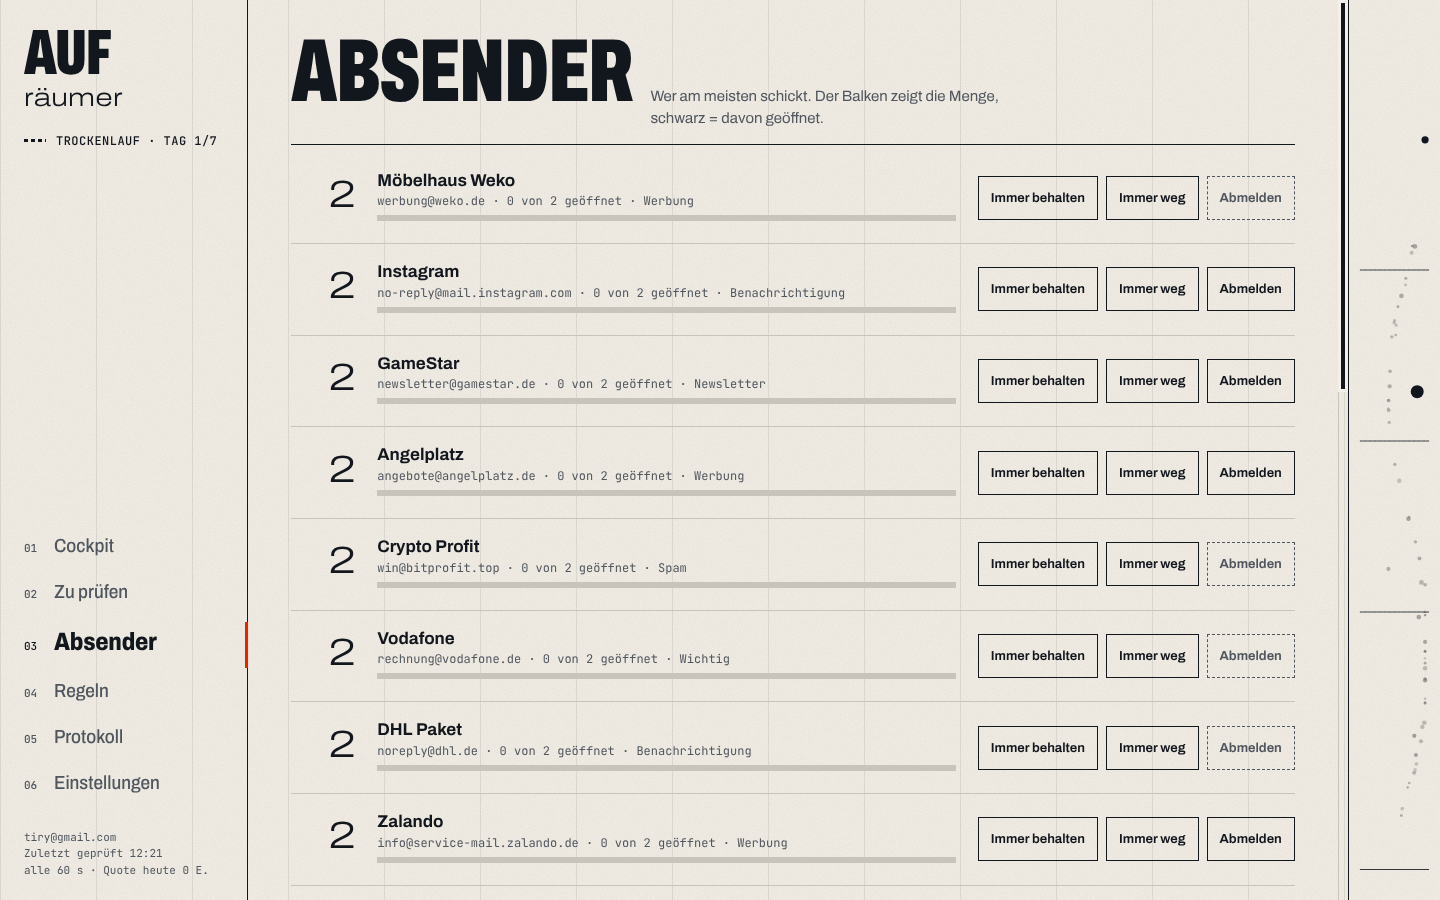 AUF
räumer
TROCKENLAUF · TAG 1/7
01 Cockpit
02 Zu prüfen
03 Absender
04 Regeln
05 Protokoll
06 Einstellungen
tiry@gmail.com
Zuletzt geprüft 12:21
alle 60 s · Quote heute 0 E.
ABSENDER
Wer am meisten schickt. Der Balken zeigt die Menge,
schwarz = davon geöffnet.
2
Möbelhaus Weko
werbung@weko.de · 0 von 2 geöffnet · Werbung
Immer behalten
Immer weg
Abmelden
2
Instagram
no-reply@mail.instagram.com · 0 von 2 geöffnet · Benachrichtigung
Immer behalten
Immer weg
Abmelden
2
GameStar
newsletter@gamestar.de · 0 von 2 geöffnet · Newsletter
Immer behalten
Immer weg
Abmelden
2
Angelplatz
angebote@angelplatz.de · 0 von 2 geöffnet · Werbung
Immer behalten
Immer weg
Abmelden
2
Crypto Profit
win@bitprofit.top · 0 von 2 geöffnet · Spam
Immer behalten
Immer weg
Abmelden
2
Vodafone
rechnung@vodafone.de · 0 von 2 geöffnet · Wichtig
Immer behalten
Immer weg
Abmelden
2
DHL Paket
noreply@dhl.de · 0 von 2 geöffnet · Benachrichtigung
Immer behalten
Immer weg
Abmelden
2
Zalando
info@service-mail.zalando.de · 0 von 2 geöffnet · Werbung
Immer behalten
Immer weg
Abmelden